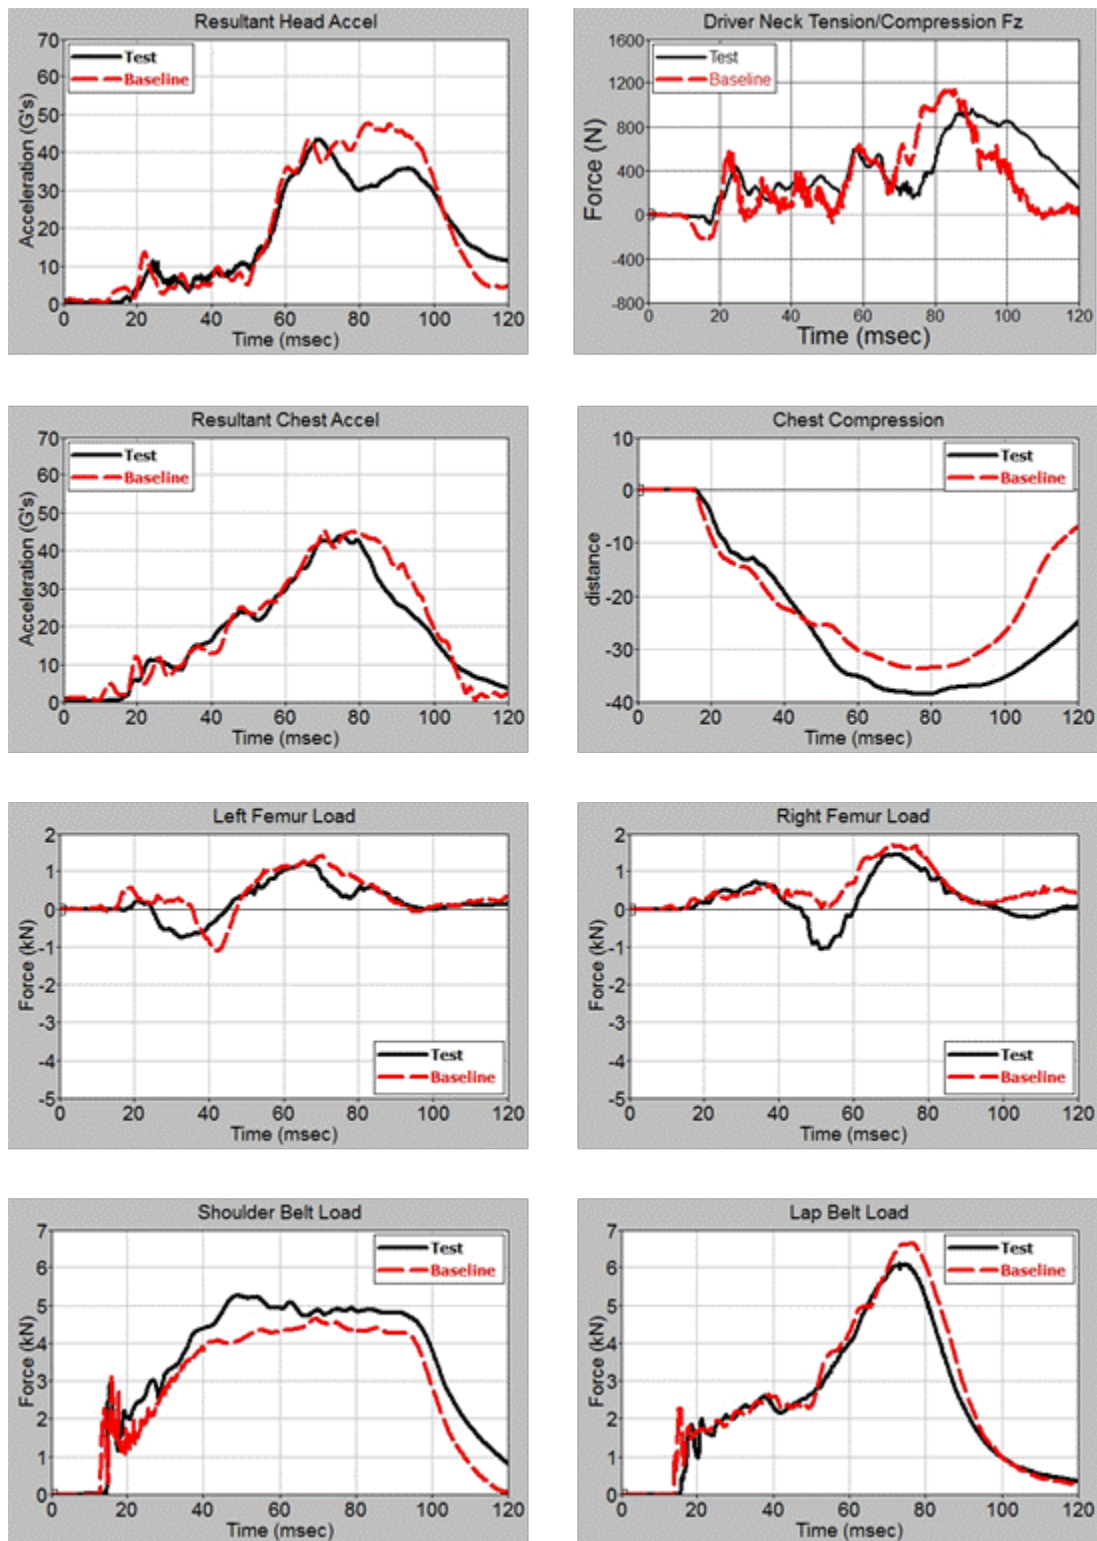 Resultant Head Accel
Acceleration (G's)
70
60
50
40
30
20
10
0
Test
Baseline
0 20 40 60 80 100 120
Time (msec)
Driver Neck Tension/Compression Fz
Force (N)
1600
1200
800
400
0
-400
-800
Test
Baseline
0 20 40 60 80 100 120
Time (msec)
Resultant Chest Accel
Acceleration (G's)
70
60
50
40
30
20
10
0
Test
Baseline
0 20 40 60 80 100 120
Time (msec)
Chest Compression
distance
10
0
-10
-20
-30
-40
Test
Baseline
0 20 40 60 80 100 120
Time (msec)
Left Femur Load
Force (kN)
2
1
0
-1
-2
-3
-4
-5
Test
Baseline
0 20 40 60 80 100 120
Time (msec)
Right Femur Load
Force (kN)
2
1
0
-1
-2
-3
-4
-5
Test
Baseline
0 20 40 60 80 100 120
Time (msec)
Shoulder Belt Load
Force (kN)
7
6
5
4
3
2
1
0
Test
Baseline
0 20 40 60 80 100 120
Time (msec)
Lap Belt Load
Force (kN)
7
6
5
4
3
2
1
0
Test
Baseline
0 20 40 60 80 100 120
Time (msec)